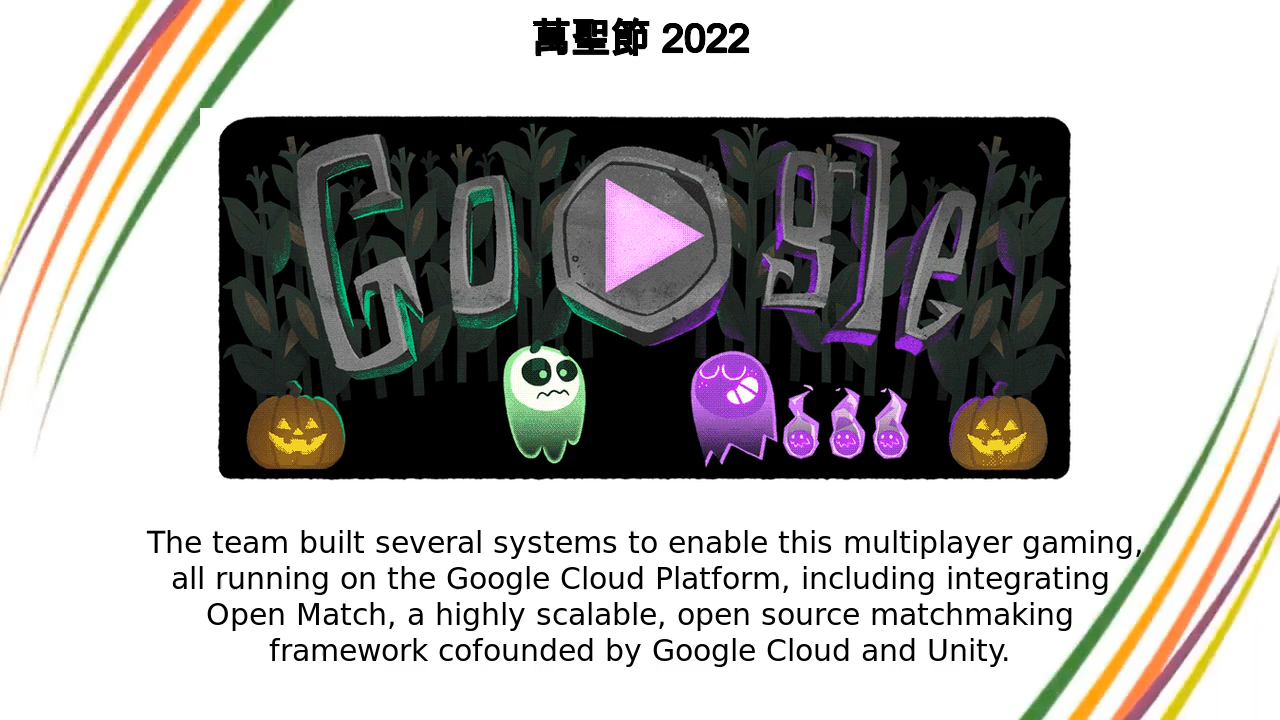 萬聖節 2022
Google
The team built several systems to enable this multiplayer gaming,
all running on the Google Cloud Platform, including integrating
Open Match, a highly scalable, open source matchmaking
framework cofounded by Google Cloud and Unity.